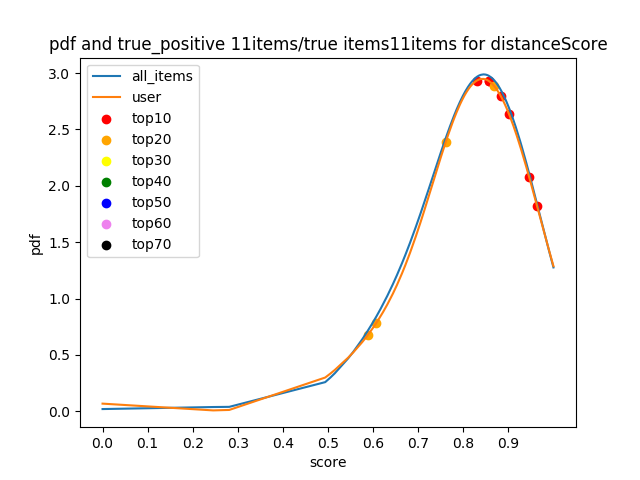 pdf and true_positive 11items/true items11items for distanceScore
all_items
user
top10
top20
top30
top40
top50
top60
top70
3.0
2.5
2.0
1.5
1.0
0.5
0.0
pdf
0.0 0.1 0.2 0.3 0.4 0.5 0.6 0.7 0.8 0.9
score